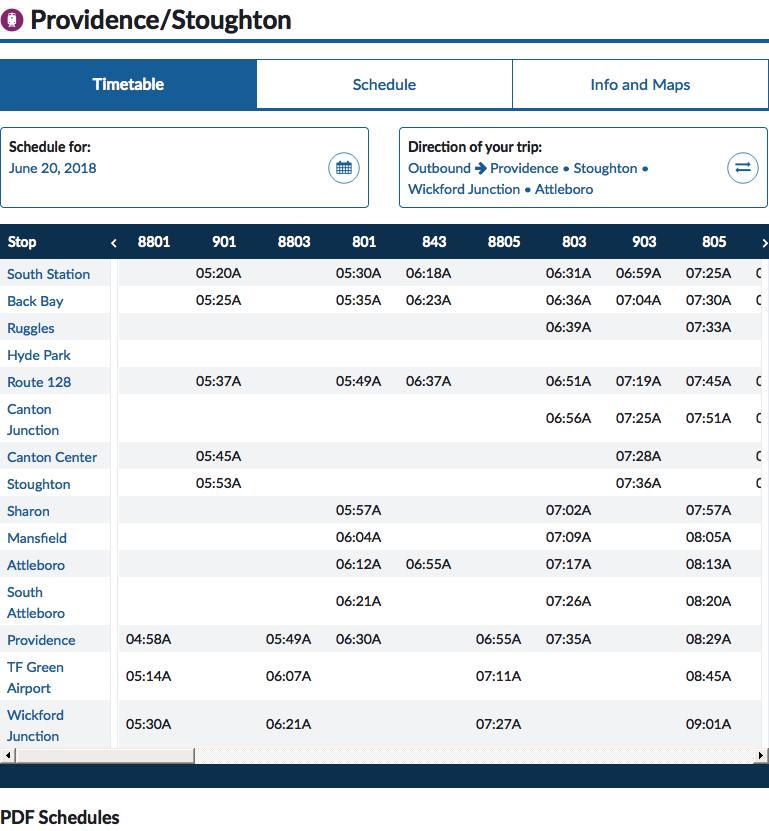 Providence/Stoughton
Timetable Schedule Info and Maps
Schedule for:
June 20, 2018
Direction of your trip:
Outbound → Providence • Stoughton •
Wickford Junction • Attleboro
Stop ‹ 8801 901 8803 801 843 8805 803 903 805 ›
South Station 05:20A 05:30A 06:18A 06:31A 06:59A 07:25A
Back Bay 05:25A 05:35A 06:23A 06:36A 07:04A 07:30A
Ruggles 06:39A 07:33A
Hyde Park
Route 128 05:37A 05:49A 06:37A 06:51A 07:19A 07:45A
Canton
Junction 06:56A 07:25A 07:51A
Canton Center 05:45A 07:28A
Stoughton 05:53A 07:36A
Sharon 05:57A 07:02A 07:57A
Mansfield 06:04A 07:09A 08:05A
Attleboro 06:12A 06:55A 07:17A 08:13A
South
Attleboro 06:21A 07:26A 08:20A
Providence 04:58A 05:49A 06:30A 06:55A 07:35A 08:29A
TF Green
Airport 05:14A 06:07A 07:11A 08:45A
Wickford
Junction 05:30A 06:21A 07:27A 09:01A
PDF Schedules